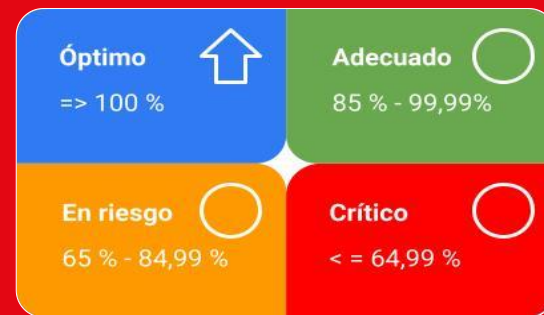 Óptimo
=> 100 %
Adecuado
85 % - 99,99%
En riesgo
65 % - 84,99 %
Crítico
< = 64,99 %